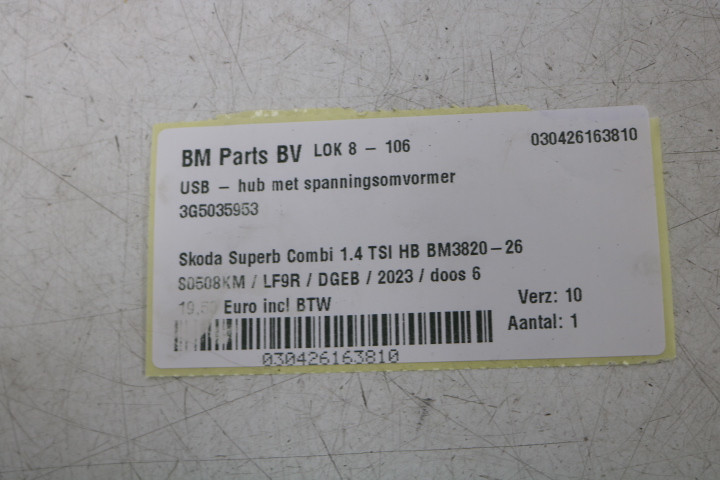 BM Parts BV LOK 8 - 106 030426163810
USB - hub met spanningsomvormer
3G5035953
Skoda Superb Combi 1.4 TSI HB BM3820-26
S0508KM / LF9R / DGEB / 2023 / doos 6
Euro incl BTW Verz: 10
Aantal: 1
030426163810